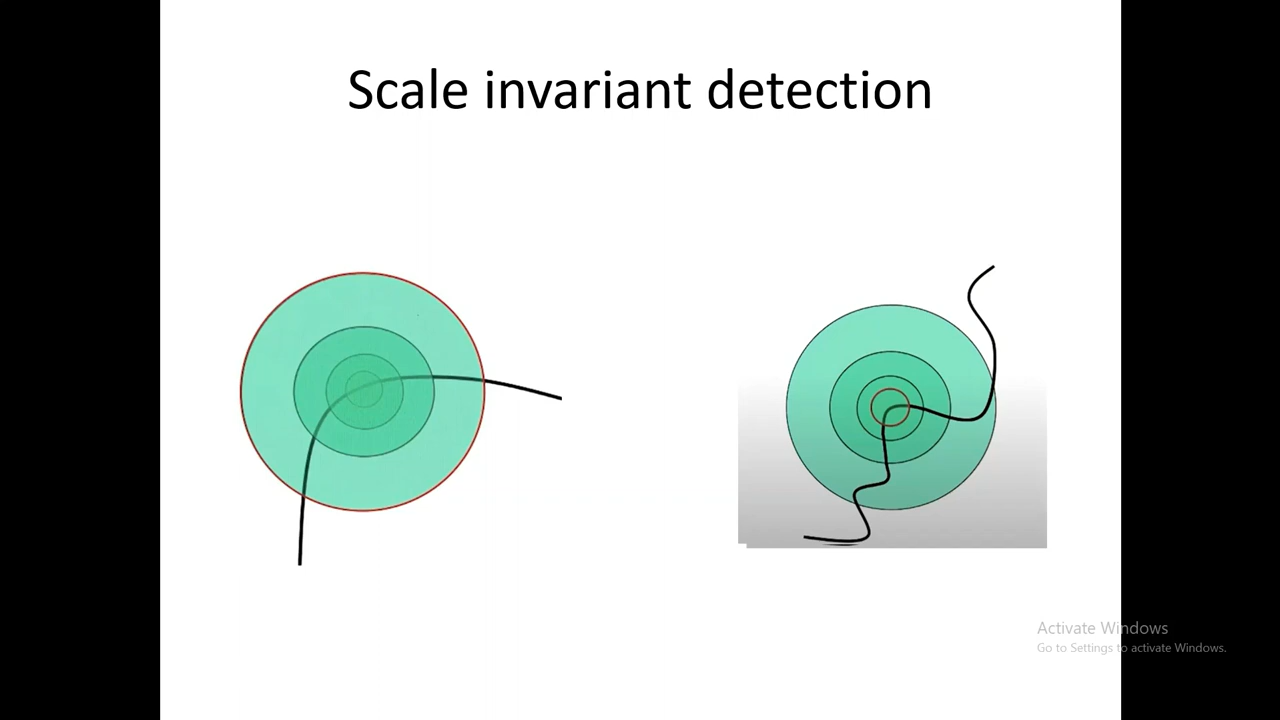 Scale invariant detection
Activate Windows
Go to Settings to activate Windows.